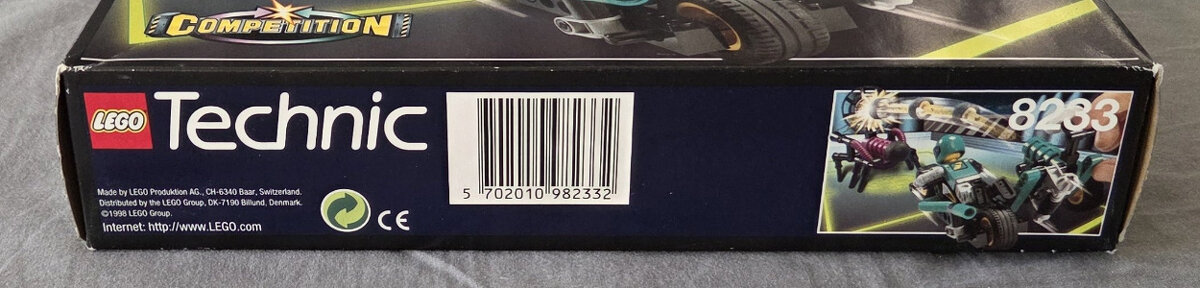 COMPETITION
LEGO Technic
5 702010 982332
8233
Made by LEGO Produktion AG., CH-6340 Baar, Switzerland.
Distributed by the LEGO Group, DK-7190 Billund, Denmark.
©1998 LEGO Group.
Internet: http://www.LEGO.com
CE